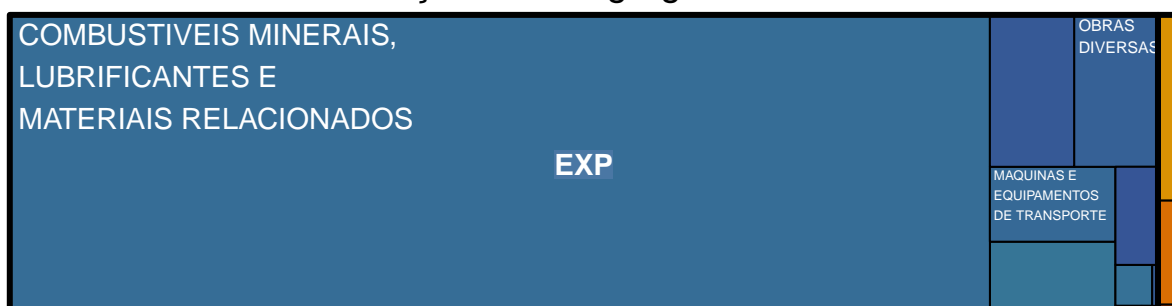 COMBUSTIVEIS MINERAIS,
LUBRIFICANTES E
MATERIAIS RELACIONADOS
EXP
OBRAS
DIVERSAS
MAQUINAS E
EQUIPAMENTOS
DE TRANSPORTE